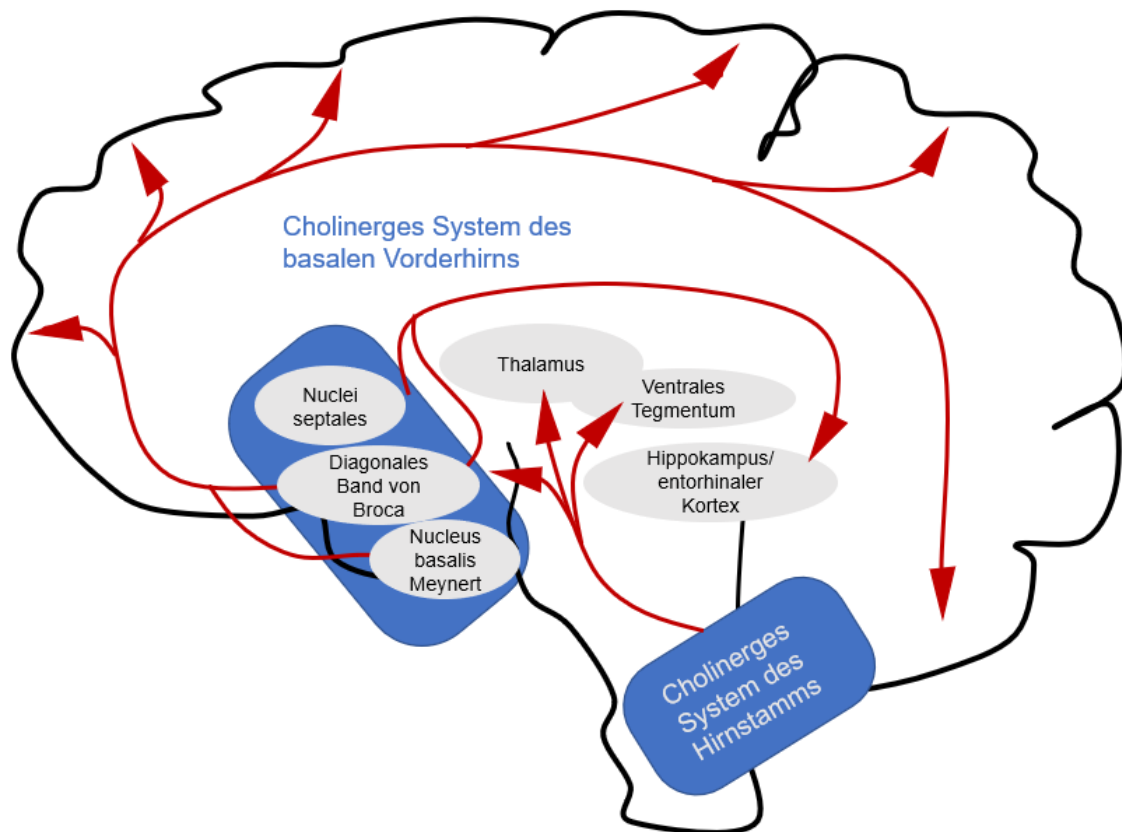 Cholinerges System des
basalen Vorderhirns
Thalamus
Ventrales
Tegmentum
Nuclei
septales
Diagonales
Band von
Broca
Hippokampus/
entorhinaler
Kortex
Nucleus
basalis
Meynert
Cholinerges
System des
Hirnstamms